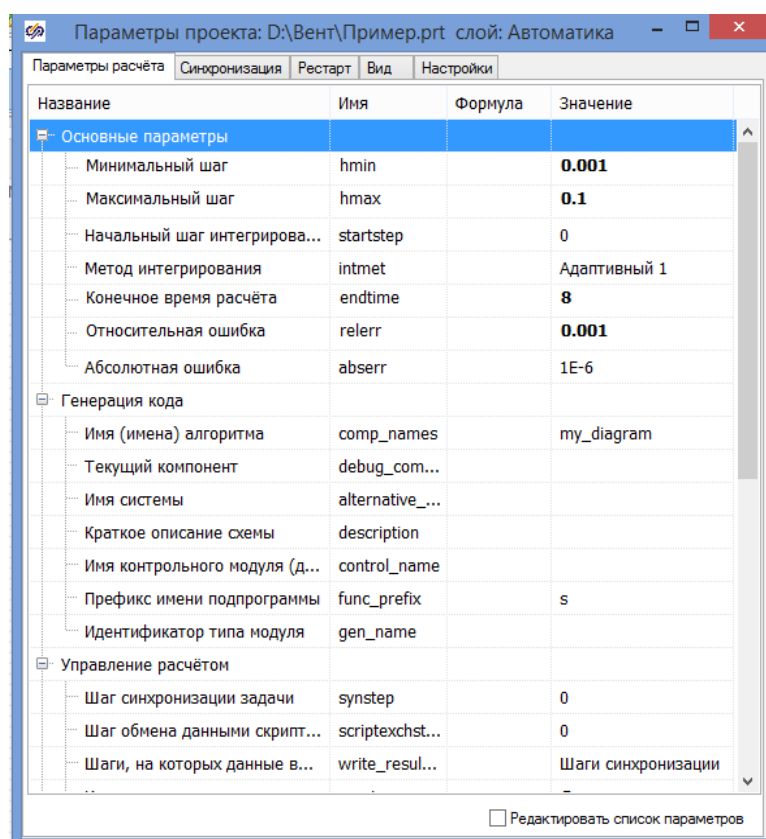 Параметры проекта: D:\Вент\Пример.prt слой: Автоматика
Параметры расчёта Синхронизация Рестарт Вид Настройки
Название Имя Формула Значение
Основные параметры
Минимальный шаг hmin 0.001
Максимальный шаг hmax 0.1
Начальный шаг интегрирова... startstep 0
Метод интегрирования intmet Адаптивный 1
Конечное время расчёта endtime 8
Относительная ошибка relerr 0.001
Абсолютная ошибка abserr 1E-6
Генерация кода
Имя (имена) алгоритма comp_names my_diagram
Текущий компонент debug_com...
Имя системы alternative_...
Краткое описание схемы description
Имя контрольного модуля (д... control_name
Префикс имени подпрограммы func_prefix s
Идентификатор типа модуля gen_name
Управление расчётом
Шаг синхронизации задачи synstep 0
Шаг обмена данными скрипт... scriptexchst... 0
Шаги, на которых данные в... write_resul... Шаги синхронизации
Редактировать список параметров